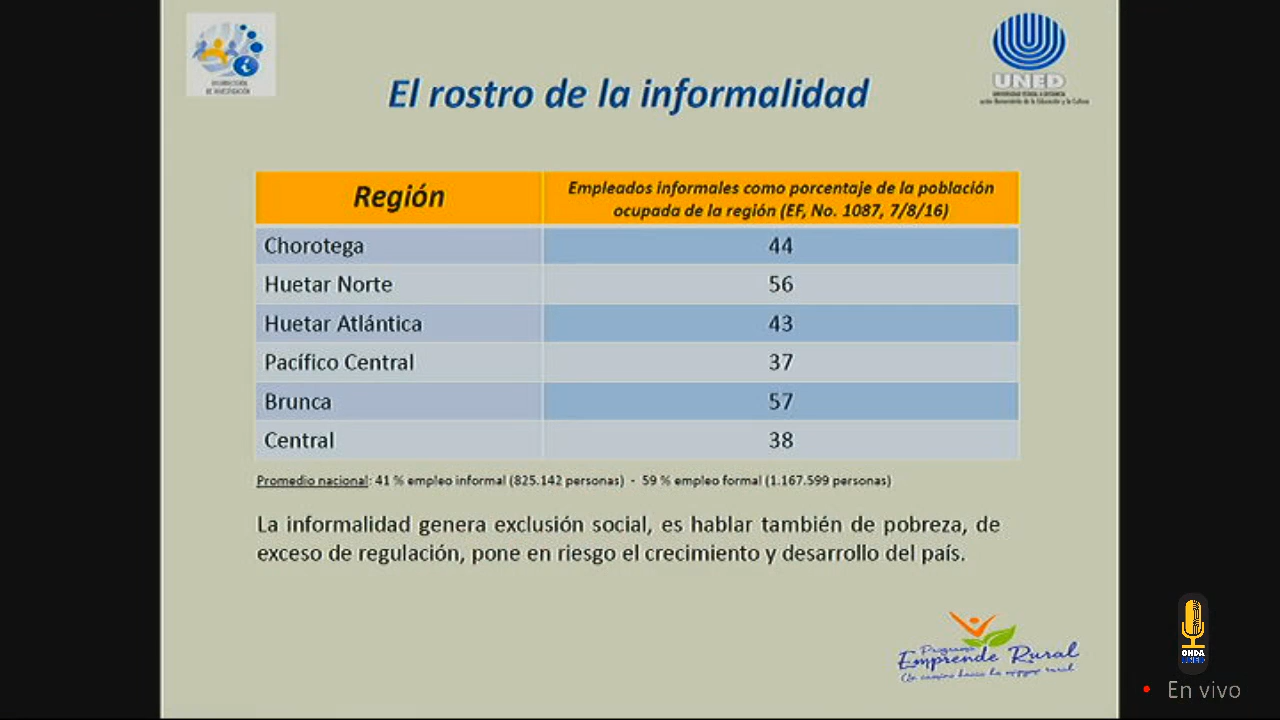 El rostro de la informalidad
UNED
Región
Empleados informales como porcentaje de la población
ocupada de la región (EF, No. 1087, 7/8/16)
Chorotega 44
Huetar Norte 56
Huetar Atlántica 43
Pacífico Central 37
Brunca 57
Central 38
Promedio nacional: 41 % empleo informal (825.142 personas) - 59 % empleo formal (1.167.599 personas)
La informalidad genera exclusión social, es hablar también de pobreza, de
exceso de regulación, pone en riesgo el crecimiento y desarrollo del país.
Programa
Emprende Rural
ONDA
UNED
• En vivo